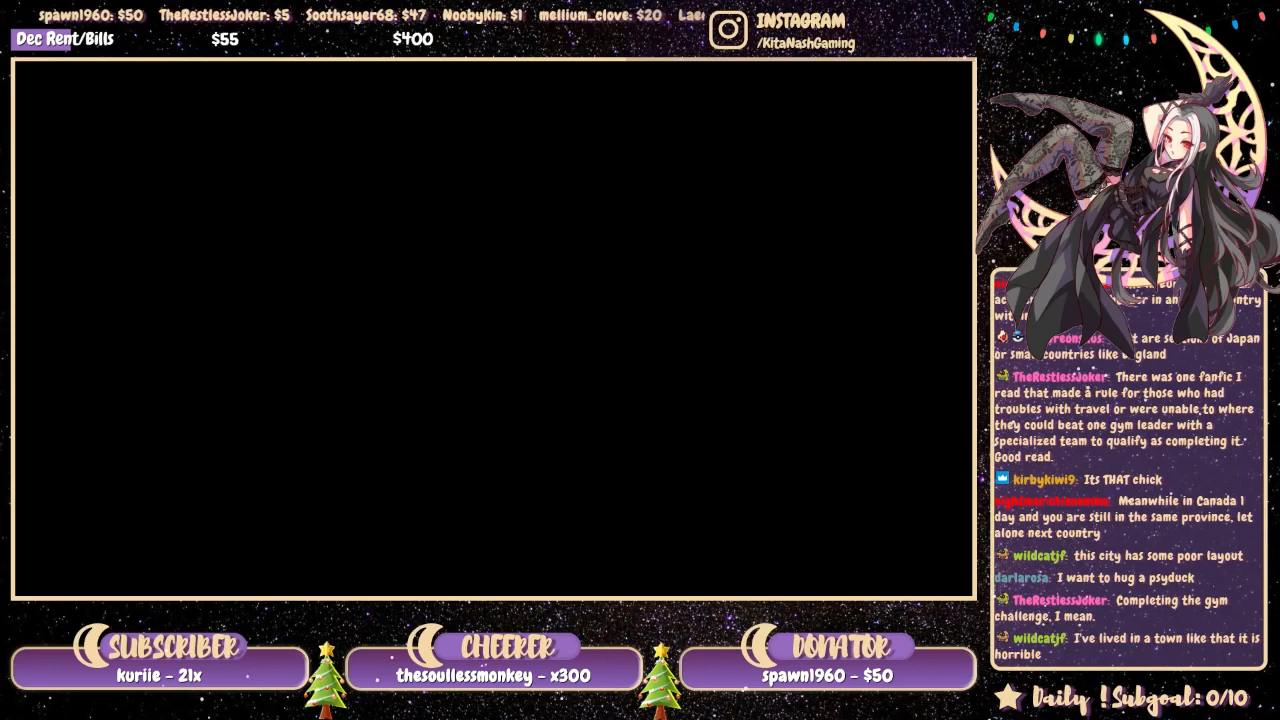 spawn1960: $50 TheRestlessJoker: $5 Soothsayer68: $47 Noobykin: $1 mellium_clove: $20
Dec Rent/Bills $55 $400
INSTAGRAM
/KitaNashGaming
or small countries like England
TheRestlessJoker: There was one fanfic I
read that made a rule for those who had
troubles with travel or were unable to where
they could beat one gym leader with a
specialized team to qualify as completing it.
Good read.
kirbykiwi9: Its THAT chick
Meanwhile in Canada 1
day and you are still in the same province, let
alone next country
wildcatjf: this city has some poor layout
darlarosa: I want to hug a psyduck
TheRestlessJoker: Completing the gym
challenge, I mean.
wildcatjf: I've lived in a town like that it is
horrible
SUBSCRIBER
kuriie - 21x
CHEERER
thesoullessmonkey - x300
DONATOR
spawn1960 - $50
Daily !Subgoal: 0/10